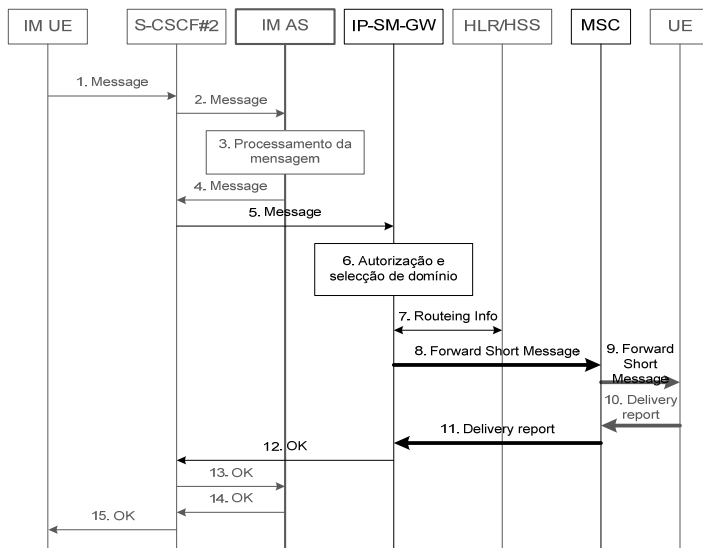 IM UE
S-CSCF#2
IM AS
IP-SM-GW
HLR/HSS
MSC
UE
1. Message
2. Message
3. Processamento da
mensagem
4. Message
5. Message
6. Autorização e
selecção de domínio
7. Routeing Info
8. Forward Short Message
9. Forward
Short
Message
10. Delivery
report
11. Delivery report
12. OK
13. OK
14. OK
15. OK